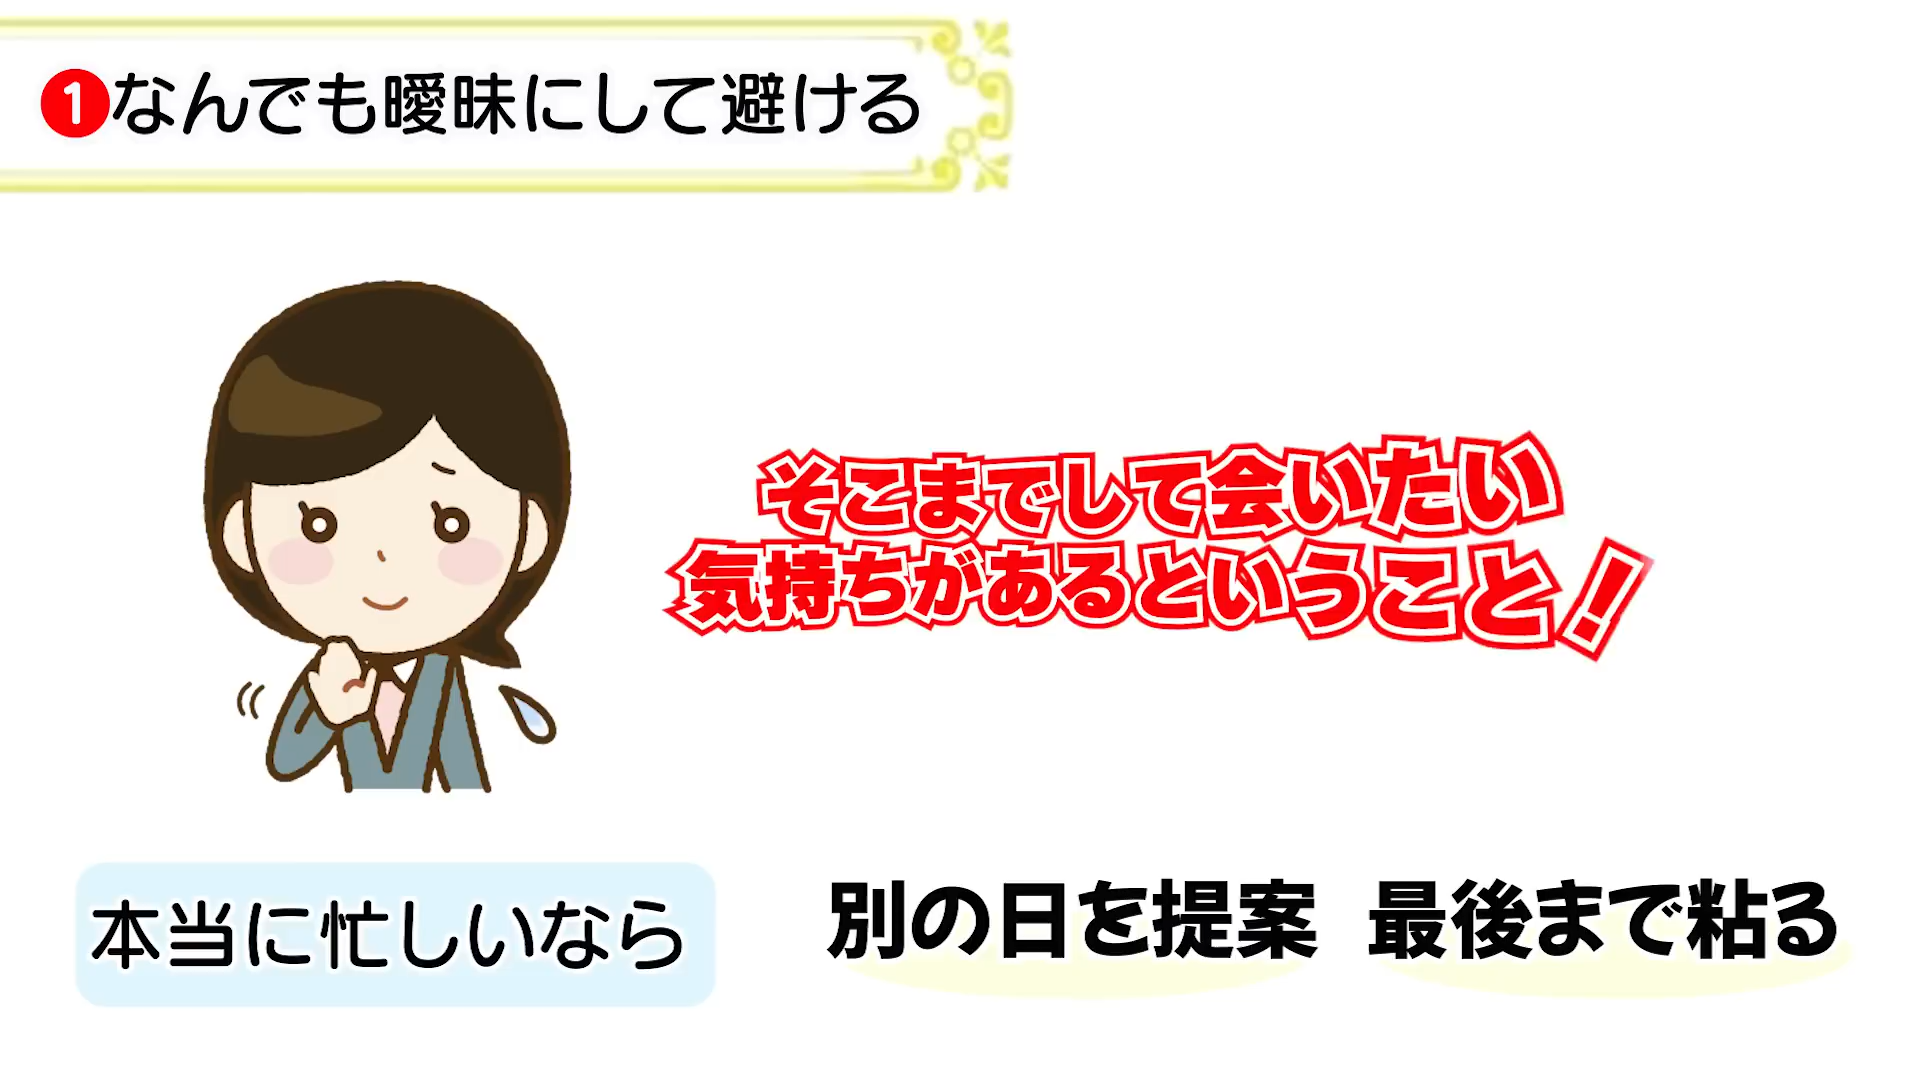 ❶なんでも曖昧にして避ける
そこまでして会いたい
気持ちがあるということ！
本当に忙しいなら
別の日を提案 最後まで粘る